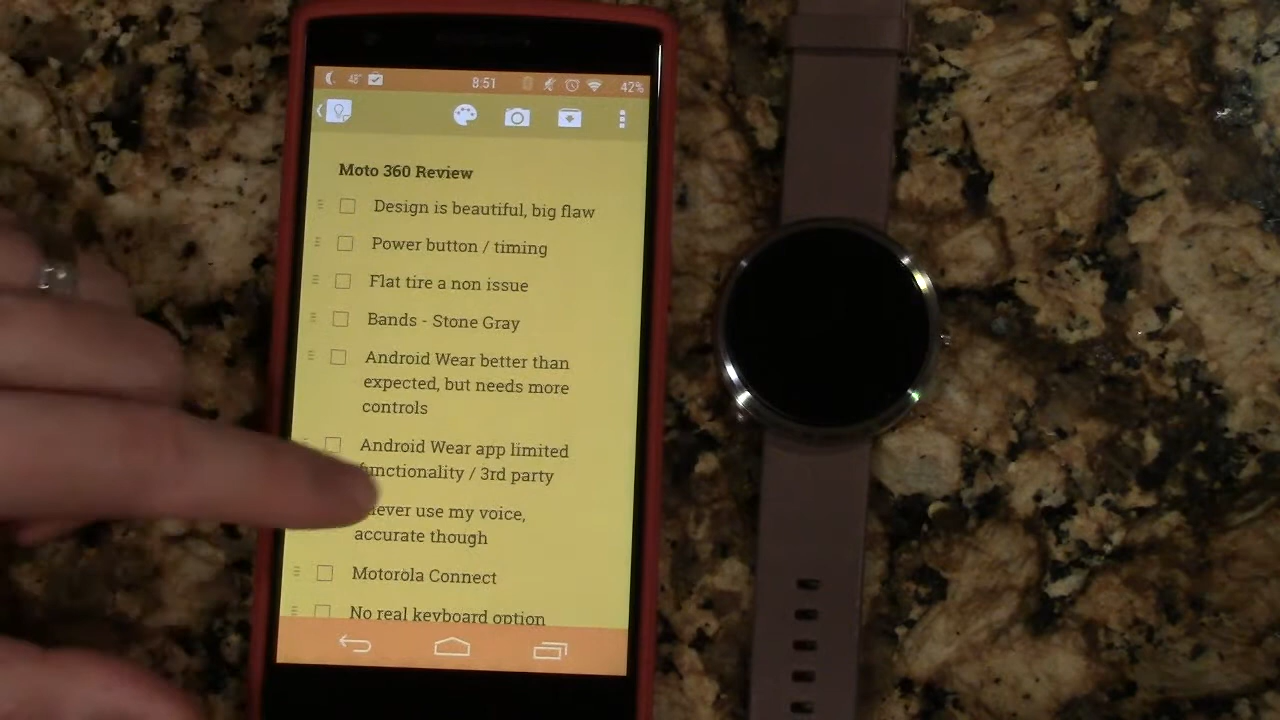 48°
8:51
42%
Moto 360 Review
Design is beautiful, big flaw
Power button / timing
Flat tire a non issue
Bands - Stone Gray
Android Wear better than
expected, but needs more
controls
Android Wear app limited
functionality / 3rd party
never use my voice,
accurate though
Motorola Connect
No real keyboard option